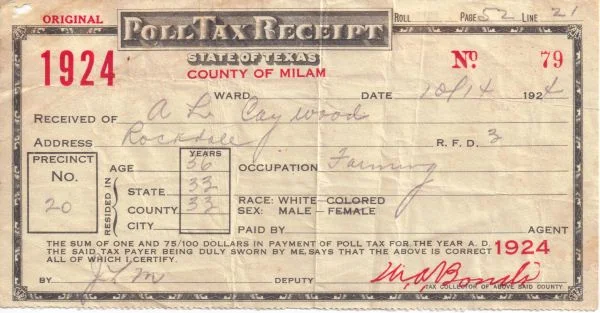 ORIGINAL POLL TAX RECEIPT ROLL PAGE 52 LINE 21
1924 STATE OF TEXAS No. 79
COUNTY OF MILAM
WARD DATE 10/14 1924
RECEIVED OF A L Caywood
ADDRESS Rockdale R. F. D. 3
PRECINCT No. 20
RESIDED IN
YEARS
AGE 56 OCCUPATION Farming
STATE 33
COUNTY 33 RACE: WHITE–COLORED
CITY SEX: MALE–FEMALE
PAID BY AGENT
THE SUM OF ONE AND 75/100 DOLLARS IN PAYMENT OF POLL TAX FOR THE YEAR A. D. 1924
THE SAID TAX PAYER BEING DULY SWORN BY ME, SAYS THAT THE ABOVE IS CORRECT
ALL OF WHICH I CERTIFY.
BY J L M DEPUTY
TAX COLLECTOR OF ABOVE SAID COUNTY.